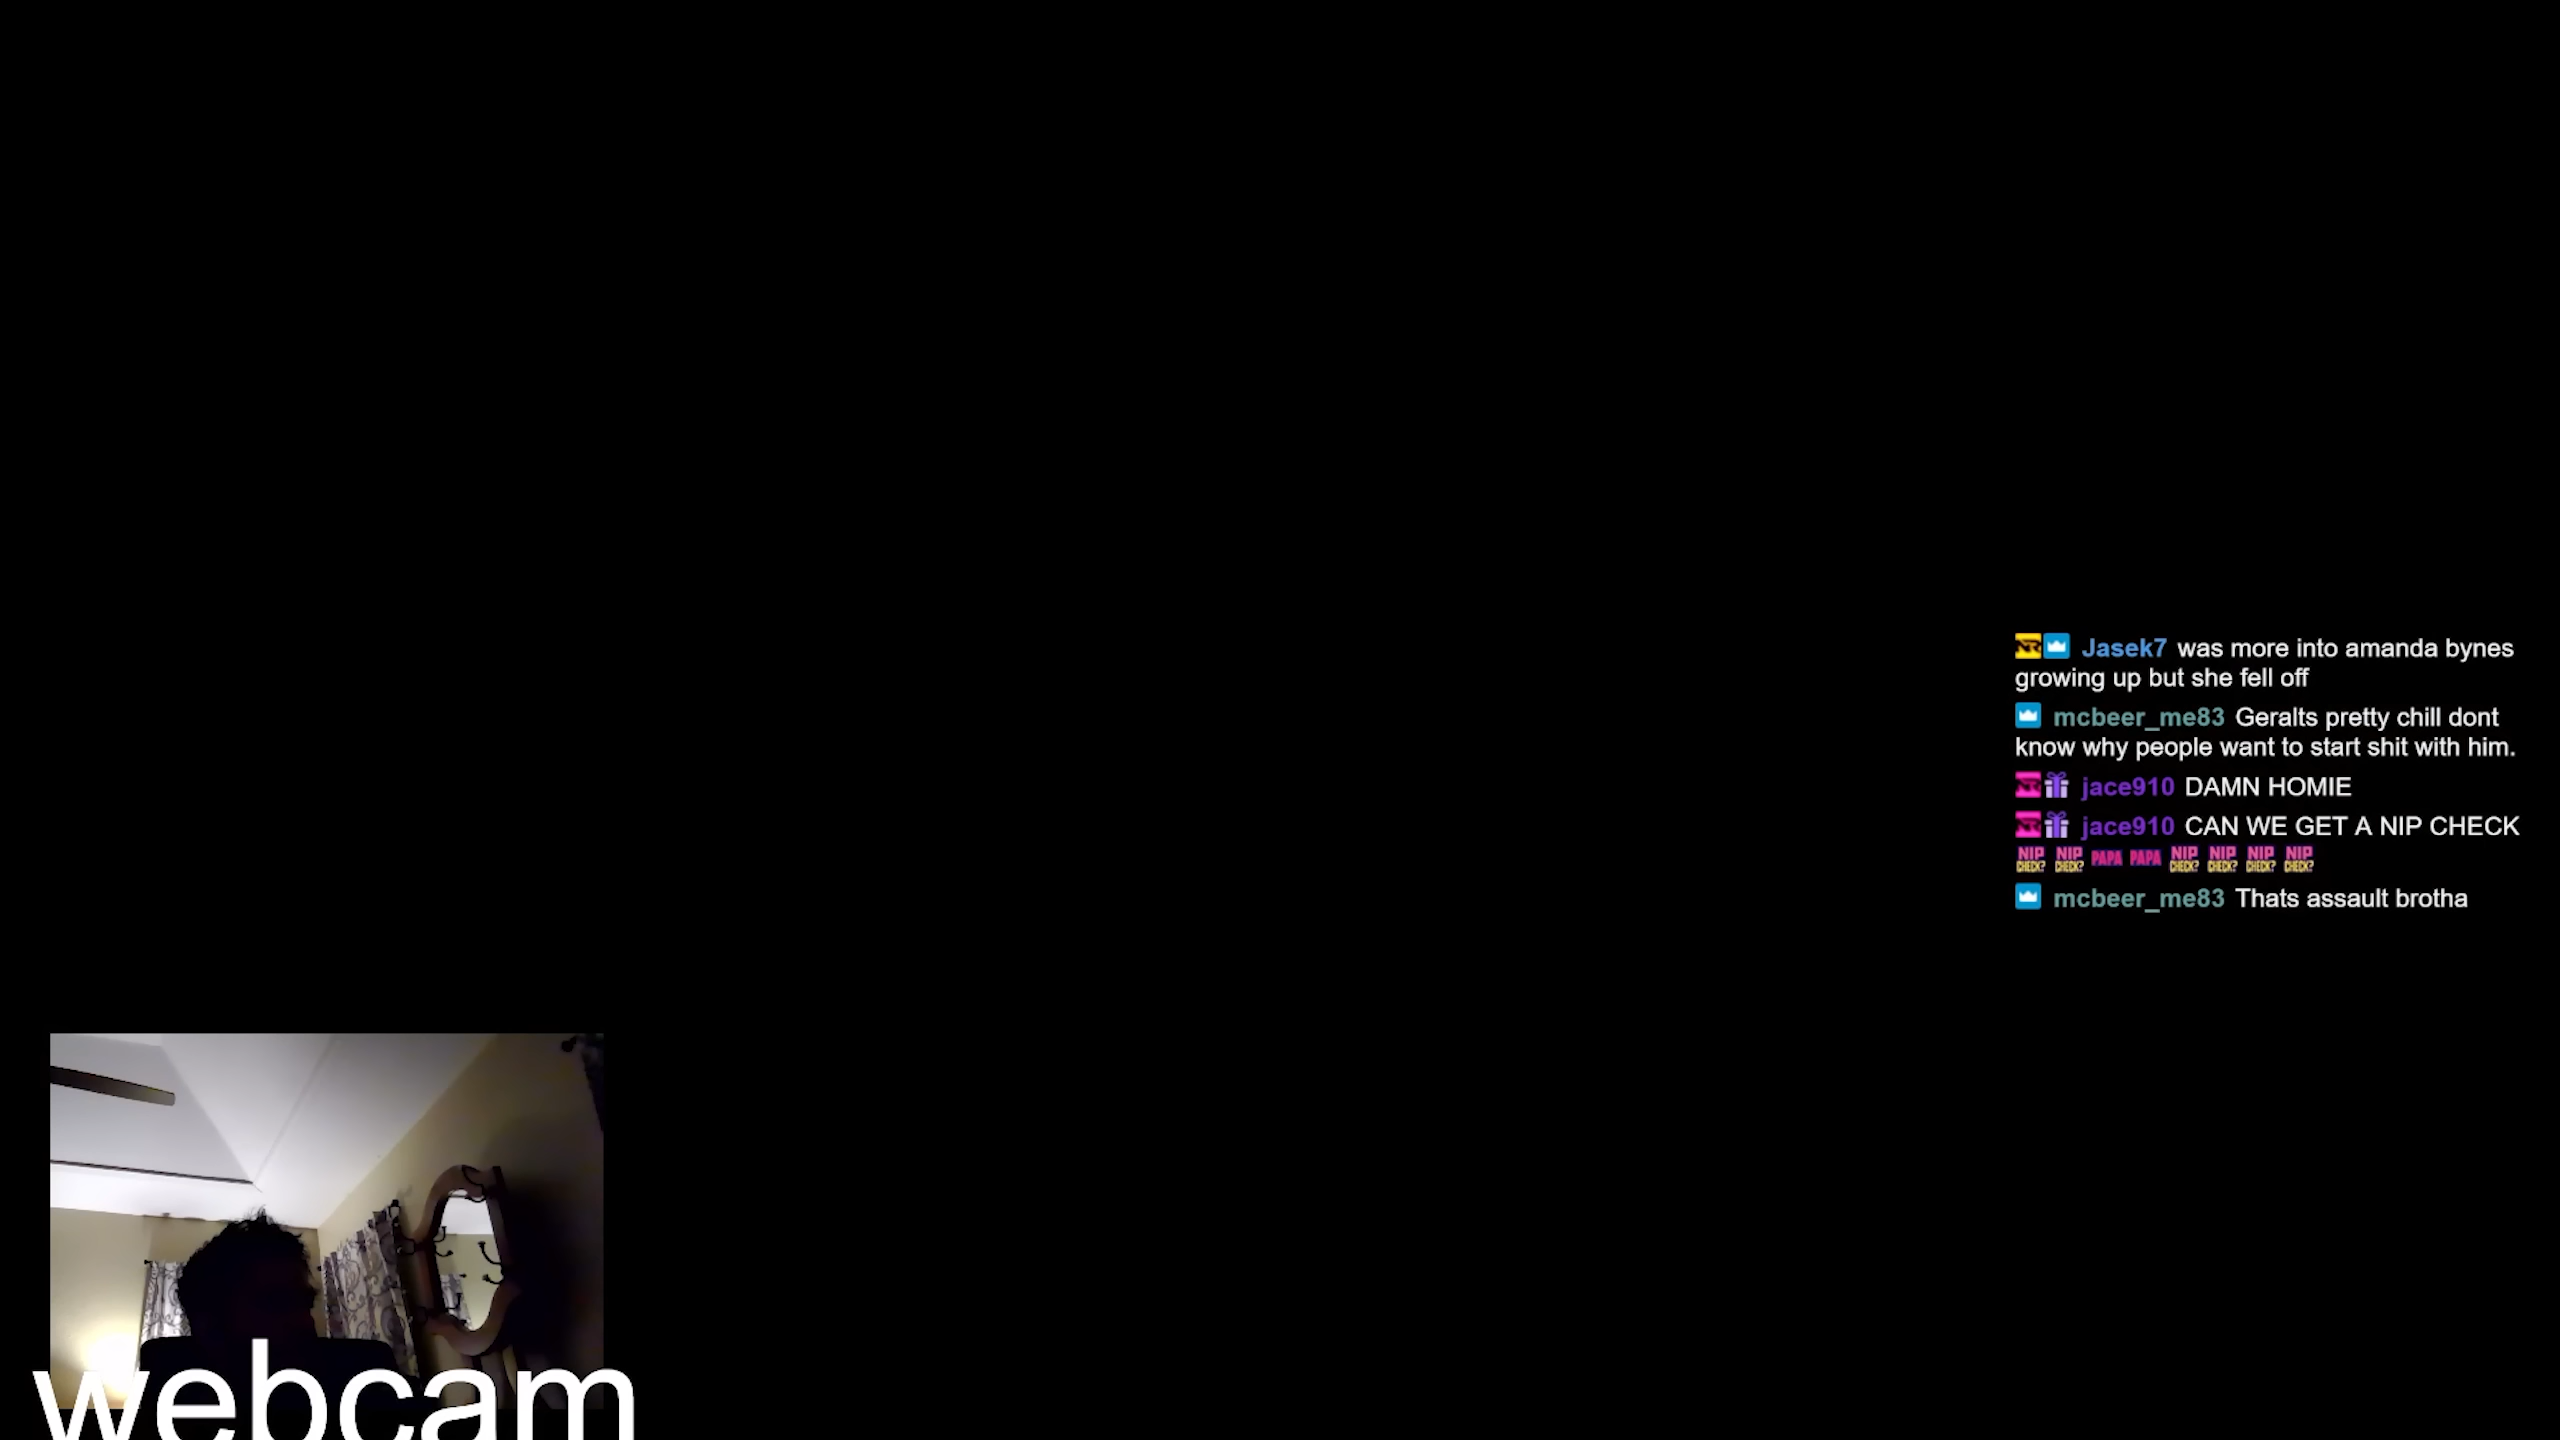 Jasek7 was more into amanda bynes
growing up but she fell off
mcbeer_me83 Geralts pretty chill dont
know why people want to start shit with him.
jace910 DAMN HOMIE
jace910 CAN WE GET A NIP CHECK
NIP CHECK? NIP CHECK? PAPA PAPA NIP CHECK? NIP CHECK? NIP CHECK? NIP CHECK?
mcbeer_me83 Thats assault brotha
webcam